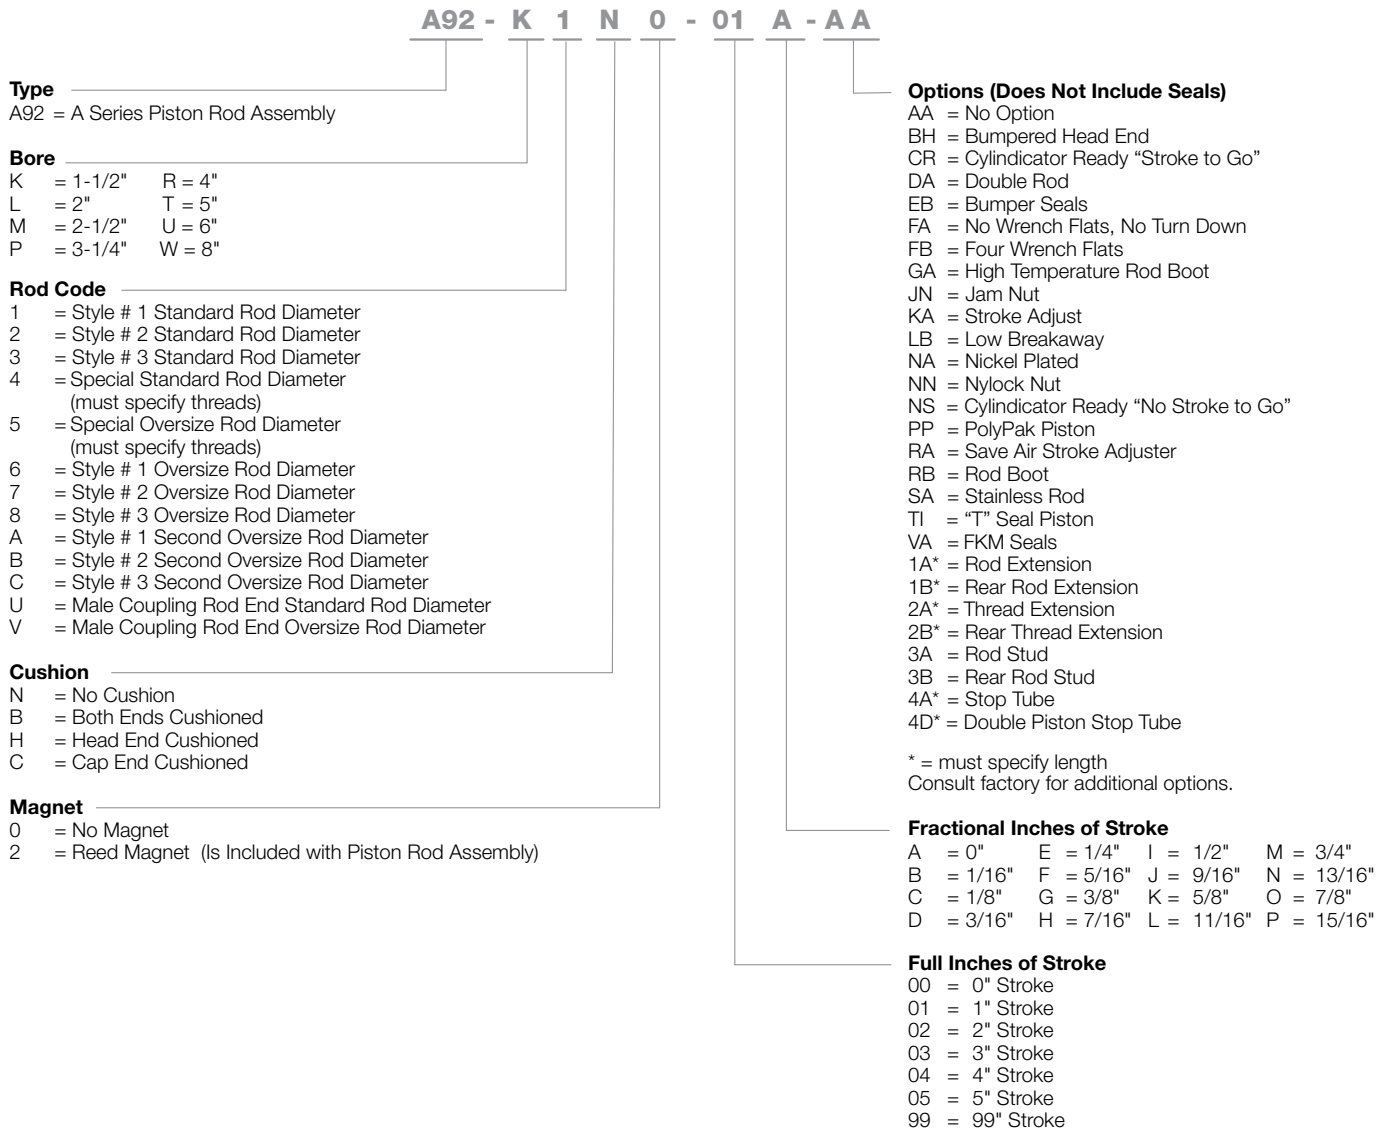 A92 - K 1 N 0 - 01 A - A A
Type
A92 = A Series Piston Rod Assembly
Bore
K = 1-1/2" R = 4"
L = 2" T = 5"
M = 2-1/2" U = 6"
P = 3-1/4" W = 8"
Rod Code
1 = Style # 1 Standard Rod Diameter
2 = Style # 2 Standard Rod Diameter
3 = Style # 3 Standard Rod Diameter
4 = Special Standard Rod Diameter
(must specify threads)
5 = Special Oversize Rod Diameter
(must specify threads)
6 = Style # 1 Oversize Rod Diameter
7 = Style # 2 Oversize Rod Diameter
8 = Style # 3 Oversize Rod Diameter
A = Style # 1 Second Oversize Rod Diameter
B = Style # 2 Second Oversize Rod Diameter
C = Style # 3 Second Oversize Rod Diameter
U = Male Coupling Rod End Standard Rod Diameter
V = Male Coupling Rod End Oversize Rod Diameter
Cushion
N = No Cushion
B = Both Ends Cushioned
H = Head End Cushioned
C = Cap End Cushioned
Magnet
0 = No Magnet
2 = Reed Magnet (Is Included with Piston Rod Assembly)
Options (Does Not Include Seals)
AA = No Option
BH = Bumpered Head End
CR = Cylindicator Ready “Stroke to Go”
DA = Double Rod
EB = Bumper Seals
FA = No Wrench Flats, No Turn Down
FB = Four Wrench Flats
GA = High Temperature Rod Boot
JN = Jam Nut
KA = Stroke Adjust
LB = Low Breakaway
NA = Nickel Plated
NN = Nylock Nut
NS = Cylindicator Ready “No Stroke to Go”
PP = PolyPak Piston
RA = Save Air Stroke Adjuster
RB = Rod Boot
SA = Stainless Rod
TI = “T” Seal Piston
VA = FKM Seals
1A* = Rod Extension
1B* = Rear Rod Extension
2A* = Thread Extension
2B* = Rear Thread Extension
3A = Rod Stud
3B = Rear Rod Stud
4A* = Stop Tube
4D* = Double Piston Stop Tube
* = must specify length
Consult factory for additional options.
Fractional Inches of Stroke
A = 0" E = 1/4" I = 1/2" M = 3/4"
B = 1/16" F = 5/16" J = 9/16" N = 13/16"
C = 1/8" G = 3/8" K = 5/8" O = 7/8"
D = 3/16" H = 7/16" L = 11/16" P = 15/16"
Full Inches of Stroke
00 = 0" Stroke
01 = 1" Stroke
02 = 2" Stroke
03 = 3" Stroke
04 = 4" Stroke
05 = 5" Stroke
99 = 99" Stroke